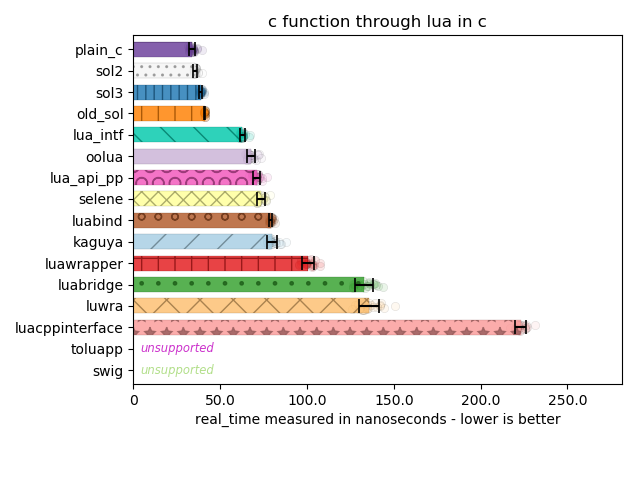 c function through lua in c
plain_c
sol2
sol3
old_sol
lua_intf
oolua
lua_api_pp
selene
luabind
kaguya
luawrapper
luabridge
luwra
luacppinterface
toluapp unsupported
swig unsupported
0 50.0 100.0 150.0 200.0 250.0
real_time measured in nanoseconds - lower is better